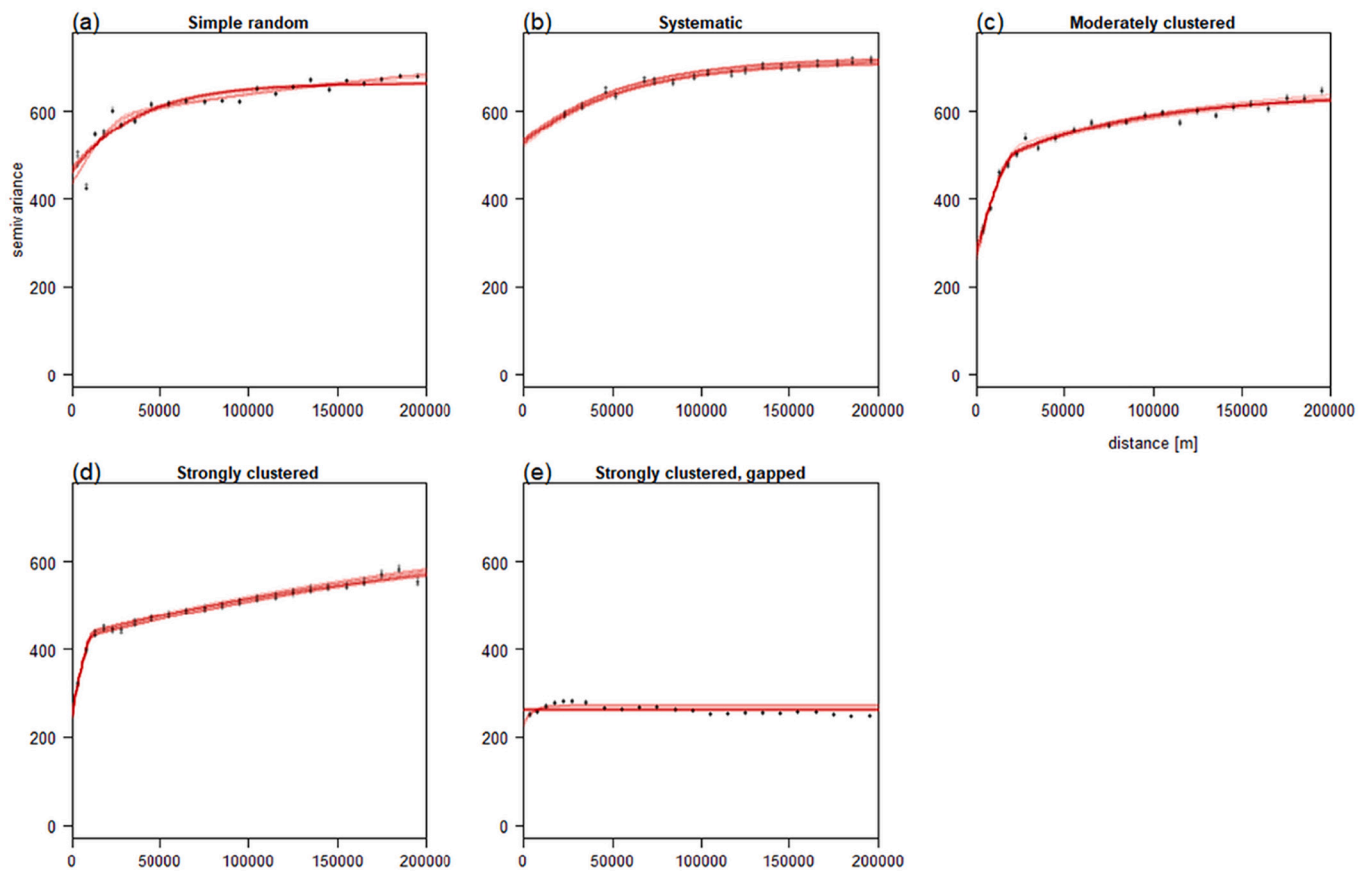 (a) Simple random
(b) Systematic
(c) Moderately clustered
semivariance
600
400
200
0
0 50000 100000 150000 200000
600
400
200
0
0 50000 100000 150000 200000
600
400
200
0
0 50000 100000 150000 200000
distance [m]
(d) Strongly clustered
(e) Strongly clustered, gapped
600
400
200
0
0 50000 100000 150000 200000
600
400
200
0
0 50000 100000 150000 200000